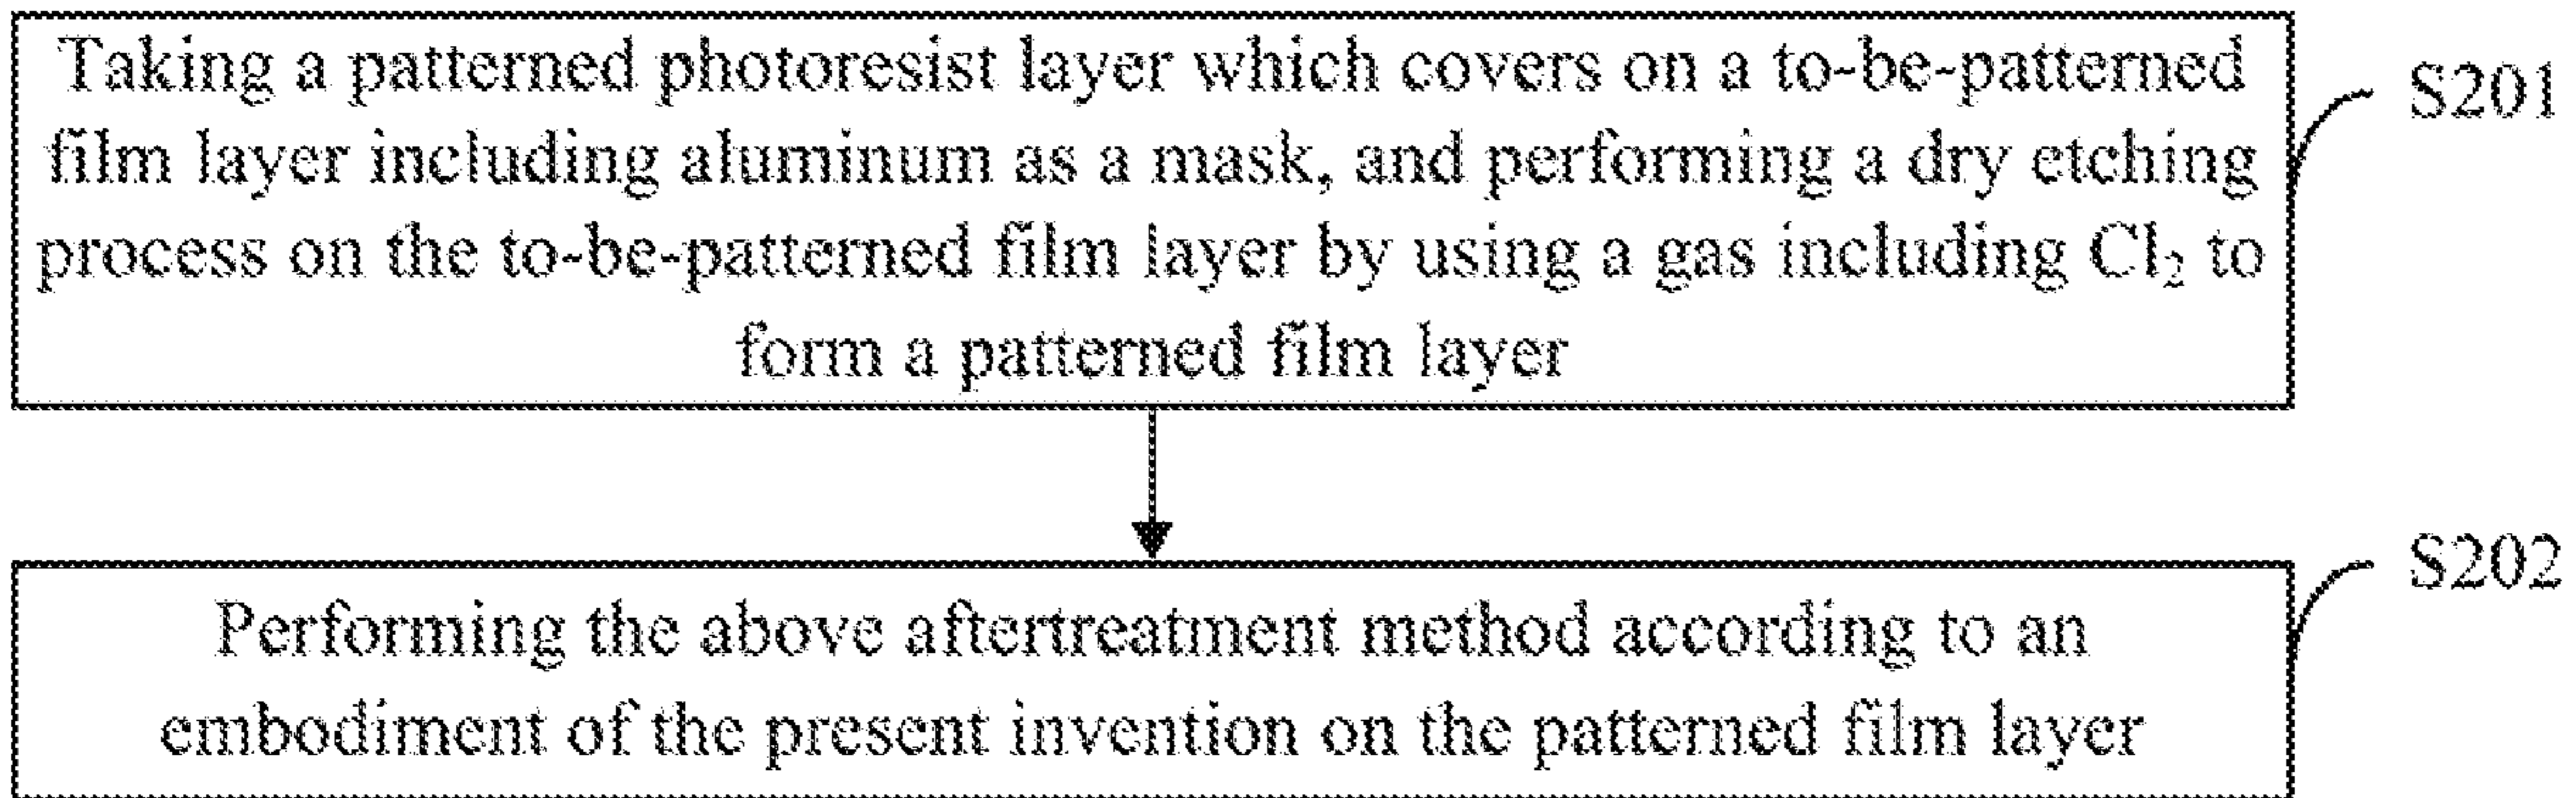 Taking a patterned photoresist layer which covers on a to-be-patterned
S201
film layer including aluminum as a mask, and performing a dry etching
process on the to-be-patterned film layer by using a gas including Cl₂ to
form a patterned film layer
S202
Performing the above aftertreatment method according to an
embodiment of the present invention on the patterned film layer